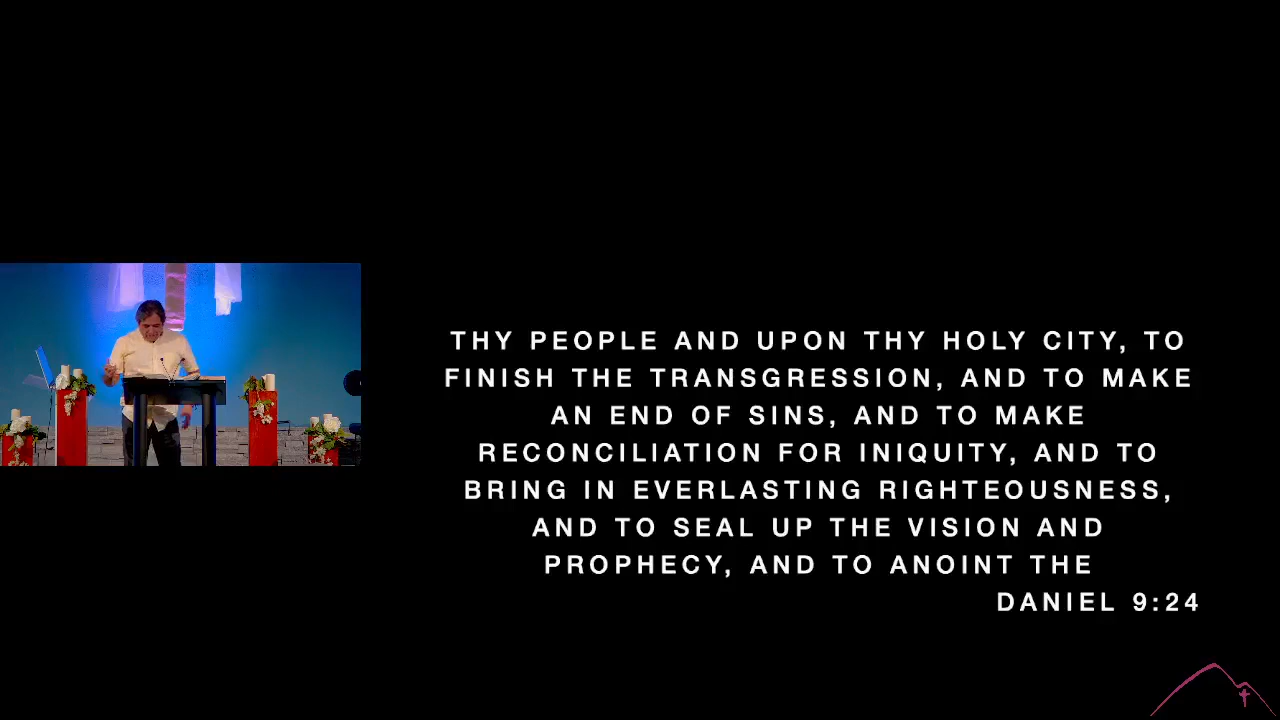 THY PEOPLE AND UPON THY HOLY CITY, TO
FINISH THE TRANSGRESSION, AND TO MAKE
AN END OF SINS, AND TO MAKE
RECONCILIATION FOR INIQUITY, AND TO
BRING IN EVERLASTING RIGHTEOUSNESS,
AND TO SEAL UP THE VISION AND
PROPHECY, AND TO ANOINT THE
DANIEL 9:24